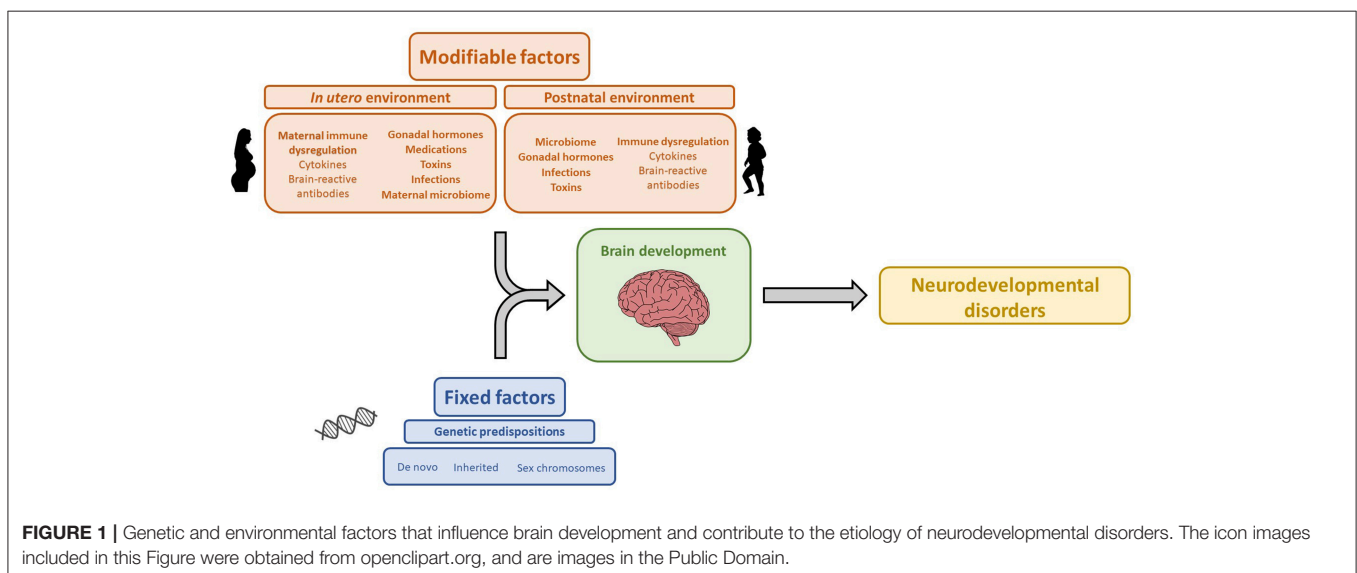 Modifiable factors
In utero environment
Maternal immune
dysregulation
Cytokines
Brain-reactive
antibodies
Gonadal hormones
Medications
Toxins
Infections
Maternal microbiome
Postnatal environment
Microbiome
Gonadal hormones
Infections
Toxins
Immune dysregulation
Cytokines
Brain-reactive
antibodies
Brain development
Neurodevelopmental
disorders
Fixed factors
Genetic predispositions
De novo Inherited Sex chromosomes
FIGURE 1 | Genetic and environmental factors that influence brain development and contribute to the etiology of neurodevelopmental disorders. The icon images
included in this Figure were obtained from openclipart.org, and are images in the Public Domain.